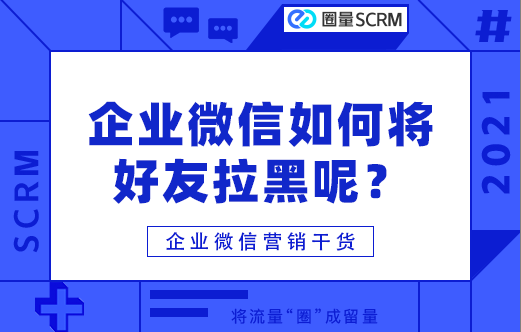 圈量SCRM
#
企业微信如何将
好友拉黑呢？
企业微信营销干货
SCRM
2021
将流量“圈”成留量